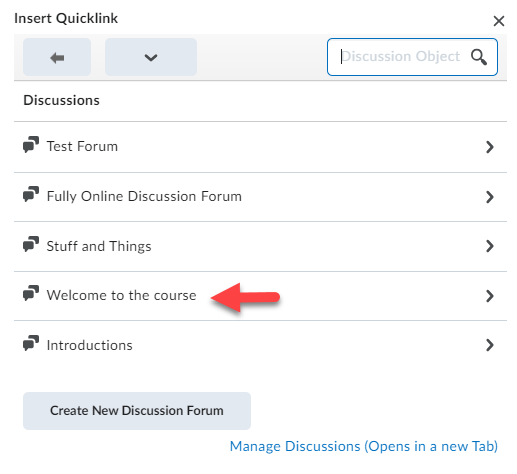 Insert Quicklink
Discussion Object
Discussions
Test Forum
Fully Online Discussion Forum
Stuff and Things
Welcome to the course
Introductions
Create New Discussion Forum
Manage Discussions (Opens in a new Tab)